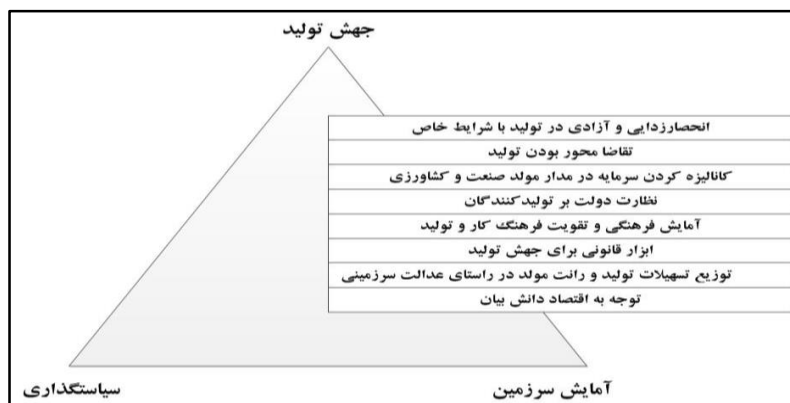 جهش تولید
انحصارزدایی و آزادی در تولید با شرایط خاص
تقاضا محور بودن تولید
کانالیزه کردن سرمایه در مدار مولد صنعت و کشاورزی
نظارت دولت بر تولیدکنندگان
آمایش فرهنگی و تقویت فرهنگ کار و تولید
ابزار قانونی برای جهش تولید
توزیع تسهیلات تولید و رانت مولد در راستای عدالت سرزمینی
توجه به اقتصاد دانش بیان
آمایش سرزمین
سیاستگذاری